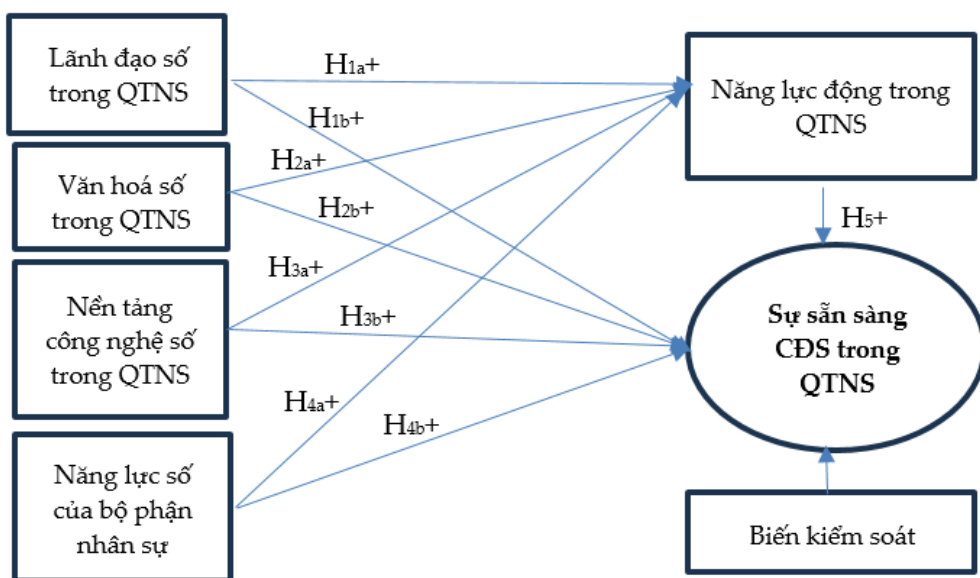 Lãnh đạo số
trong QTNS
Văn hoá số
trong QTNS
Nền tảng
công nghệ số
trong QTNS
Năng lực số
của bộ phận
nhân sự
H1a+
H1b+
H2a+
H2b+
H3a+
H3b+
H4a+
H4b+
Năng lực động trong
QTNS
H5+
Sự sẵn sàng
CĐS trong
QTNS
Biến kiểm soát